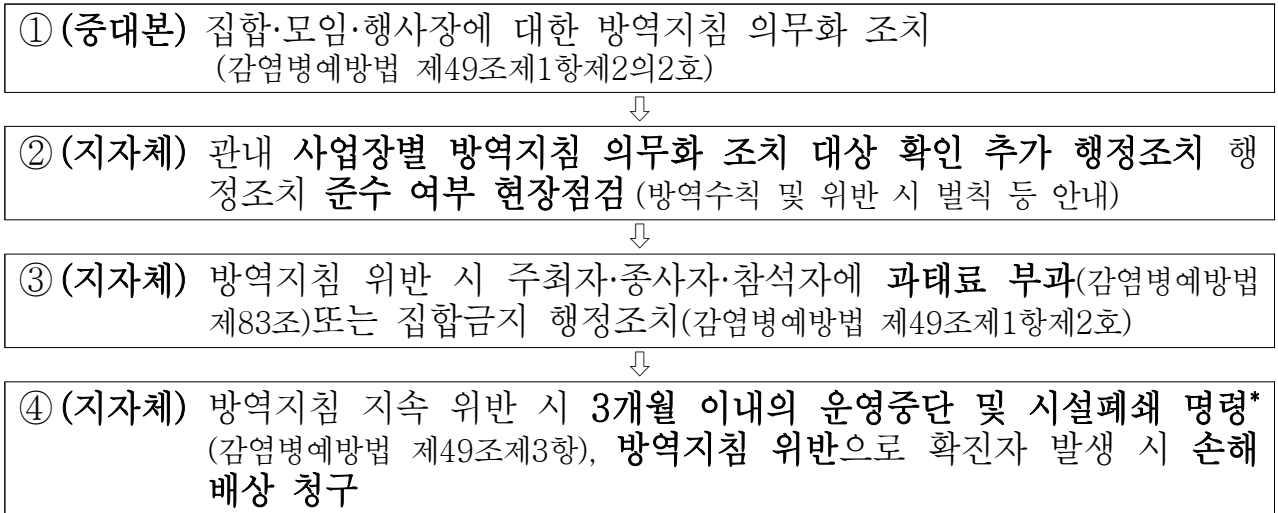 ① (중대본) 집합·모임·행사장에 대한 방역지침 의무화 조치
(감염병예방법 제49조제1항제2의2호)
⇩
② (지자체) 관내 사업장별 방역지침 의무화 조치 대상 확인 추가 행정조치 행
정조치 준수 여부 현장점검 (방역수칙 및 위반 시 벌칙 등 안내)
⇩
③ (지자체) 방역지침 위반 시 주최자·종사자·참석자에 과태료 부과(감염병예방법
제83조)또는 집합금지 행정조치(감염병예방법 제49조제1항제2호)
⇩
④ (지자체) 방역지침 지속 위반 시 3개월 이내의 운영중단 및 시설폐쇄 명령*
(감염병예방법 제49조제3항), 방역지침 위반으로 확진자 발생 시 손해
배상 청구